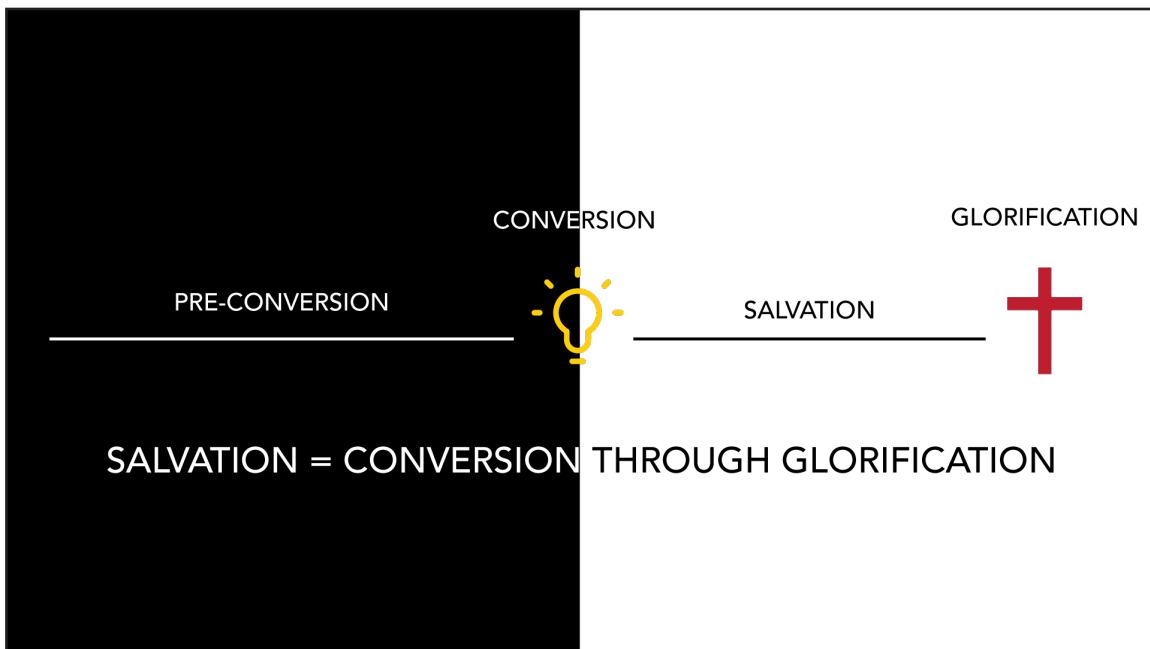 CONVERSION
GLORIFICATION
PRE-CONVERSION
SALVATION
SALVATION = CONVERSION THROUGH GLORIFICATION